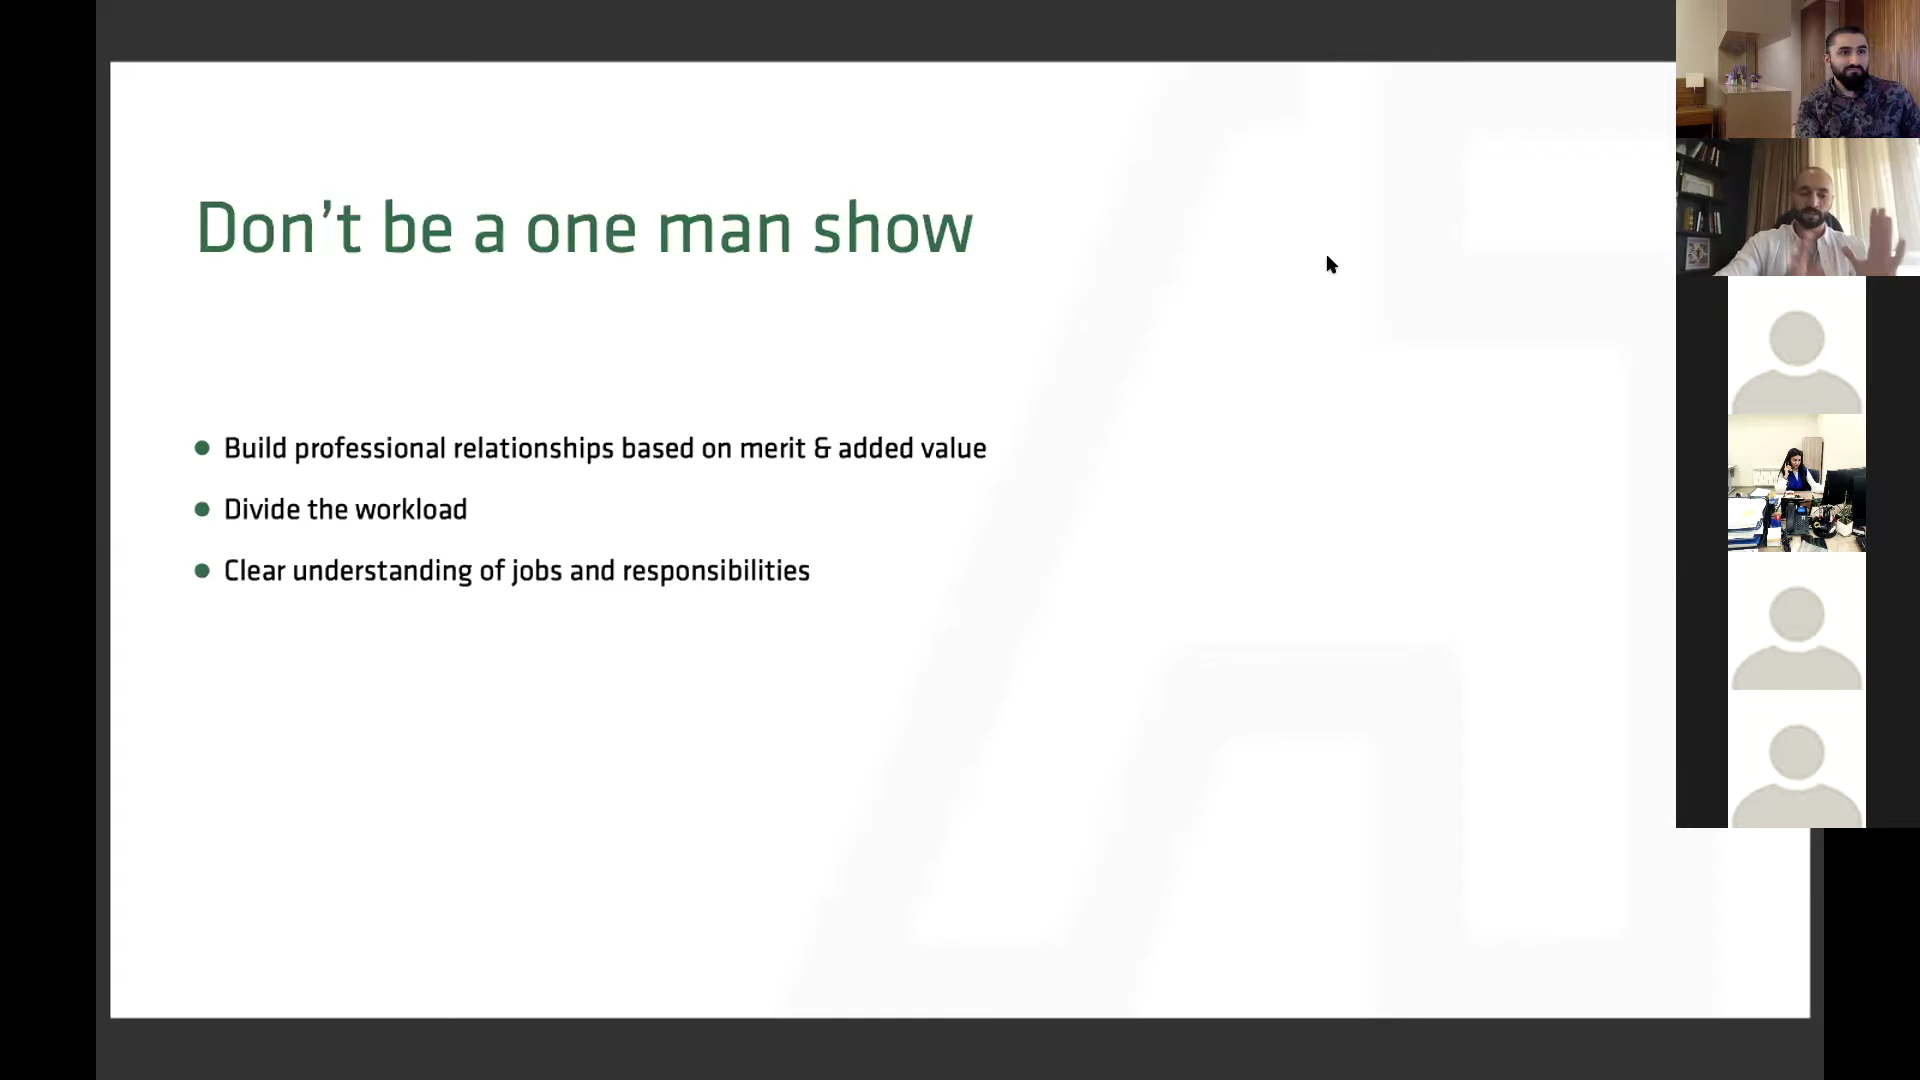 Don't be a one man show
Build professional relationships based on merit & added value
Divide the workload
Clear understanding of jobs and responsibilities